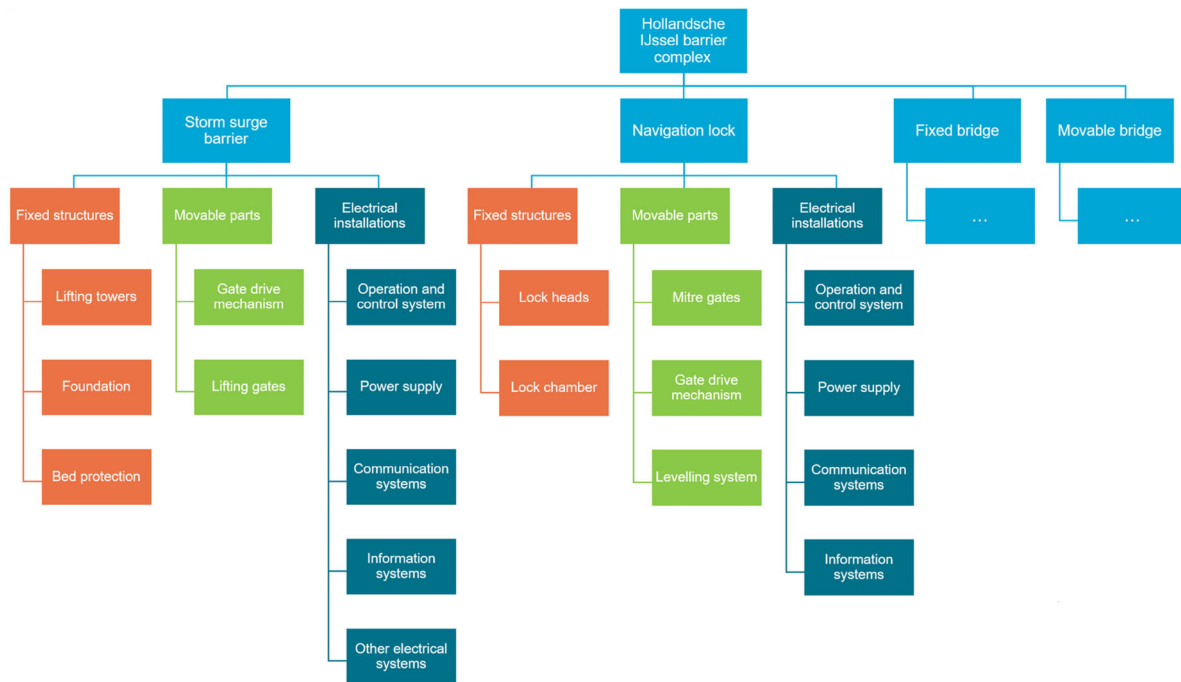 Hollandsche
IJssel barrier
complex
Storm surge
barrier
Navigation lock
Fixed bridge
Movable bridge
Fixed structures
Movable parts
Electrical
installations
Fixed structures
Movable parts
Electrical
installations
...
...
Lifting towers
Gate drive
mechanism
Operation and
control system
Lock heads
Mitre gates
Operation and
control system
Foundation
Lifting gates
Power supply
Lock chamber
Gate drive
mechanism
Power supply
Bed protection
Communication
systems
Levelling system
Communication
systems
Information
systems
Information
systems
Other electrical
systems